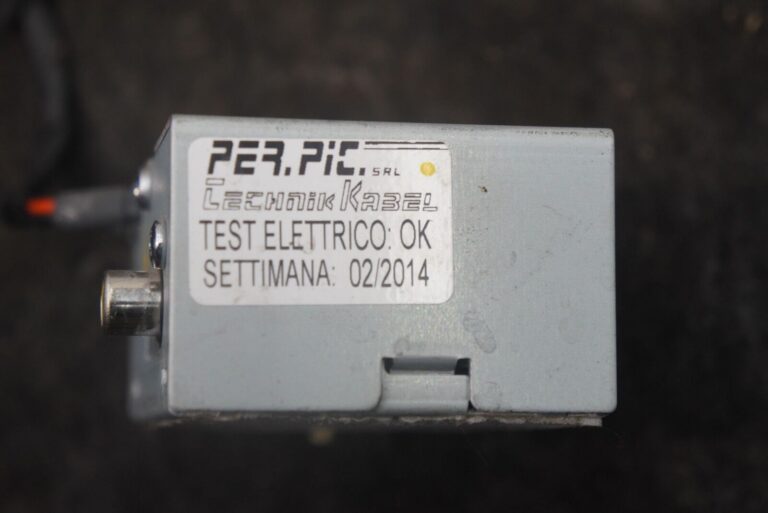 PER.PIC. SRL
Technik Kabel
TEST ELETTRICO: OK
SETTIMANA: 02/2014